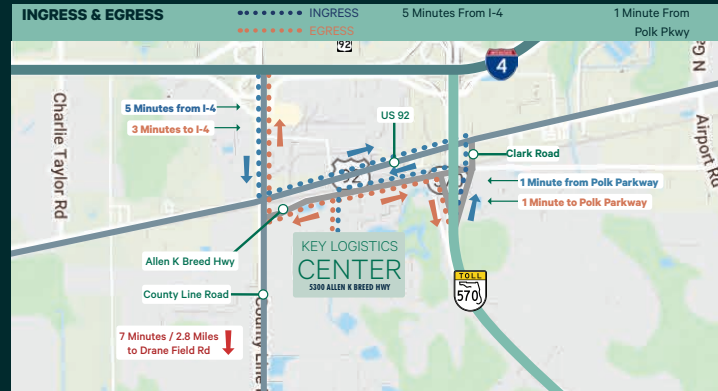 INGRESS & EGRESS
INGRESS
EGRESS
5 Minutes From I-4
1 Minute From
Polk Pkwy
92
4
Charlie Taylor Rd
5 Minutes from I-4
3 Minutes to I-4
US 92
92
570
Clark Road
Airport Rd
1 Minute from Polk Parkway
1 Minute to Polk Parkway
KEY LOGISTICS
CENTER
5300 ALLEN K BREED HWY
Allen K Breed Hwy
County Line Road
TOLL
570
7 Minutes / 2.8 Miles
to Drane Field Rd
County Line